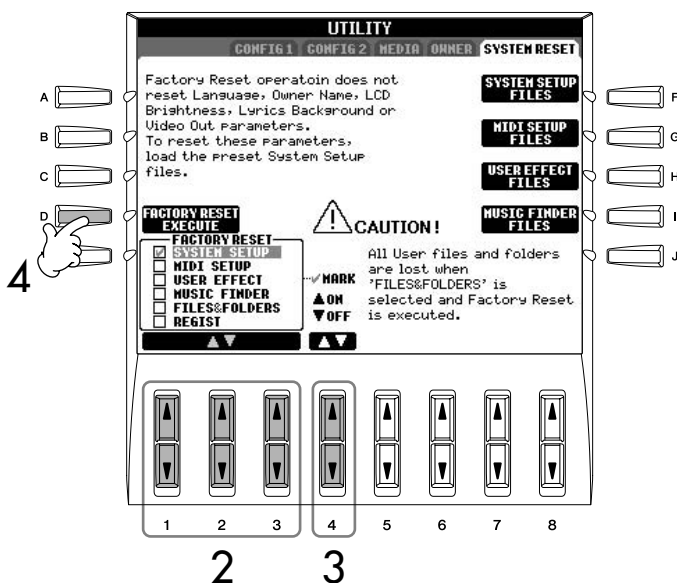 UTILITY
CONFIG 1 CONFIG 2 MEDIA OWNER SYSTEM RESET
Factory Reset operatoin does not
reset Language, Owner Name, LCD
Brightness, Lyrics Background or
Video Out parameters.
To reset these parameters,
load the preset System Setup
files.
SYSTEM SETUP
FILES
MIDI SETUP
FILES
USER EFFECT
FILES
MUSIC FINDER
FILES
A
B
C
D
F
G
H
I
J
4
FACTORY RESET
EXECUTE
CAUTION!
FACTORY RESET
SYSTEM SETUP
MIDI SETUP
USER EFFECT
MUSIC FINDER
FILES&FOLDERS
REGIST
MARK
▲ON
▼OFF
All User files and folders
are lost when
'FILES&FOLDERS' is
selected and Factory Reset
is executed.
1 2 3 4 5 6 7 8
2 3